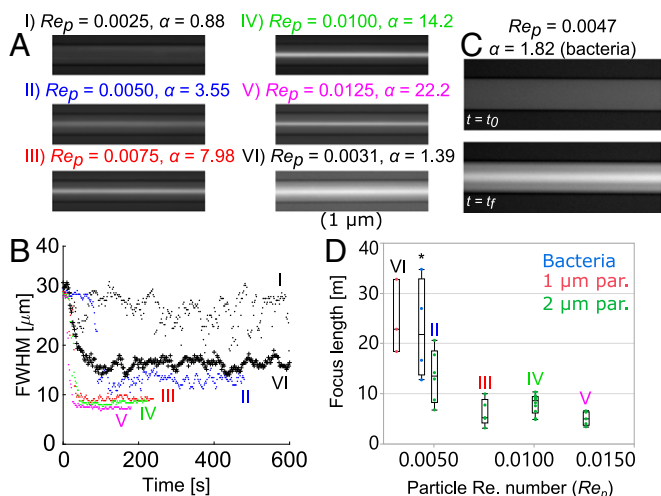 A
I) Rep = 0.0025, α = 0.88
II) Rep = 0.0050, α = 3.55
III) Rep = 0.0075, α = 7.98
IV) Rep = 0.0100, α = 14.2
V) Rep = 0.0125, α = 22.2
VI) Rep = 0.0031, α = 1.39
(1 μm)
C
Rep = 0.0047
α = 1.82 (bacteria)
t = t0
t = tf
B
FWHM [μm]
40
30
20
10
0
0 200 400 600
Time [s]
I
VI
II
III
IV
V
D
Focus length [m]
40
30
20
10
0
0.0050 0.0100 0.0150
Particle Re. number (Rep)
Bacteria
1 μm par.
2 μm par.
VI
*
II
III
IV
V